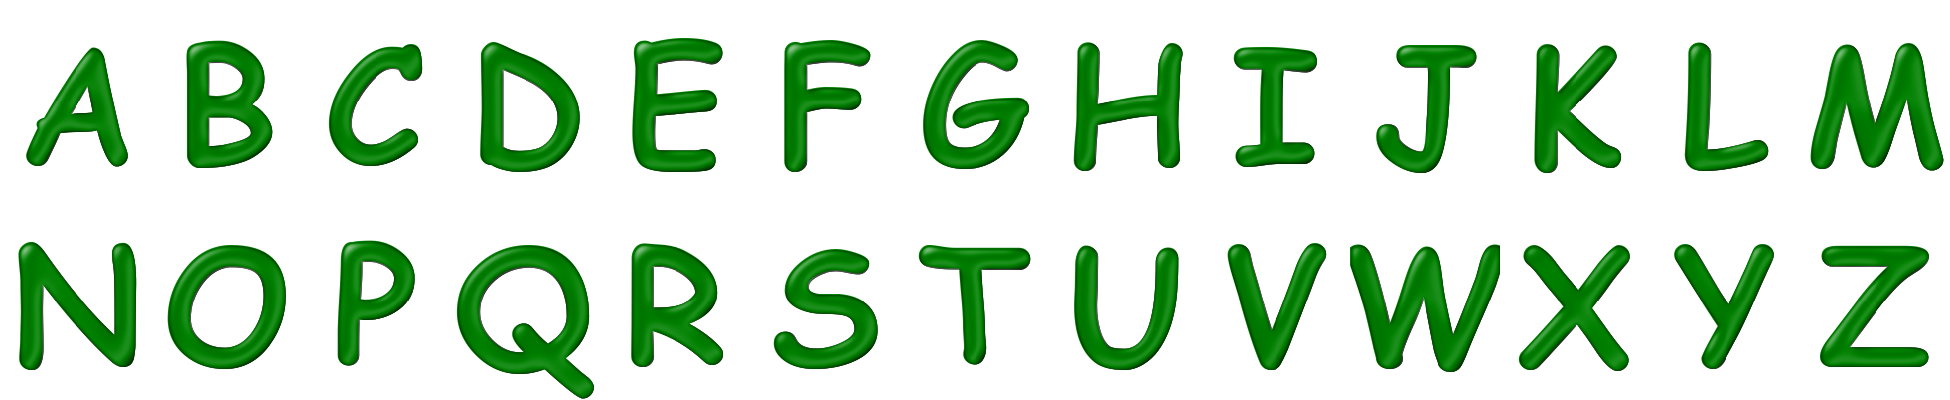 A B C D E F G H I J K L M
N O P Q R S T U V W X Y Z